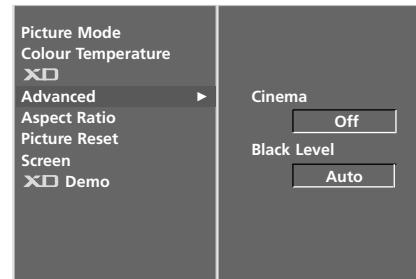 Picture Mode
Colour Temperature
XD
Advanced ►
Aspect Ratio
Picture Reset
Screen
XD Demo
Cinema
Off
Black Level
Auto